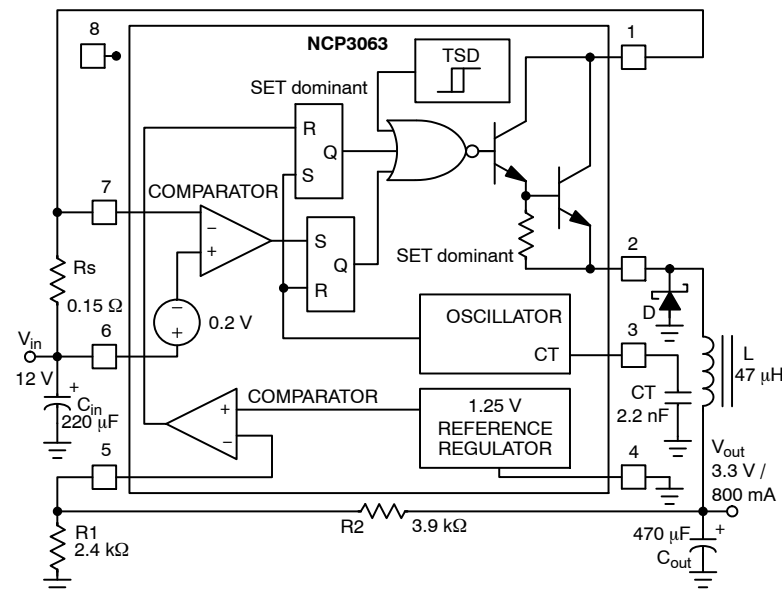 8
NCP3063
1
TSD
SET dominant
R
Q
S
7
COMPARATOR
−
+
S
Q
R
SET dominant
2
Rs
0.15 Ω
−
+
0.2 V
D
OSCILLATOR
CT
3
L
47 μH
Vin
12 V
6
+
Cin
220 μF
CT
2.2 nF
COMPARATOR
+
−
1.25 V
REFERENCE
REGULATOR
5
4
Vout
3.3 V /
800 mA
R1
2.4 kΩ
R2
3.9 kΩ
470 μF
+
Cout